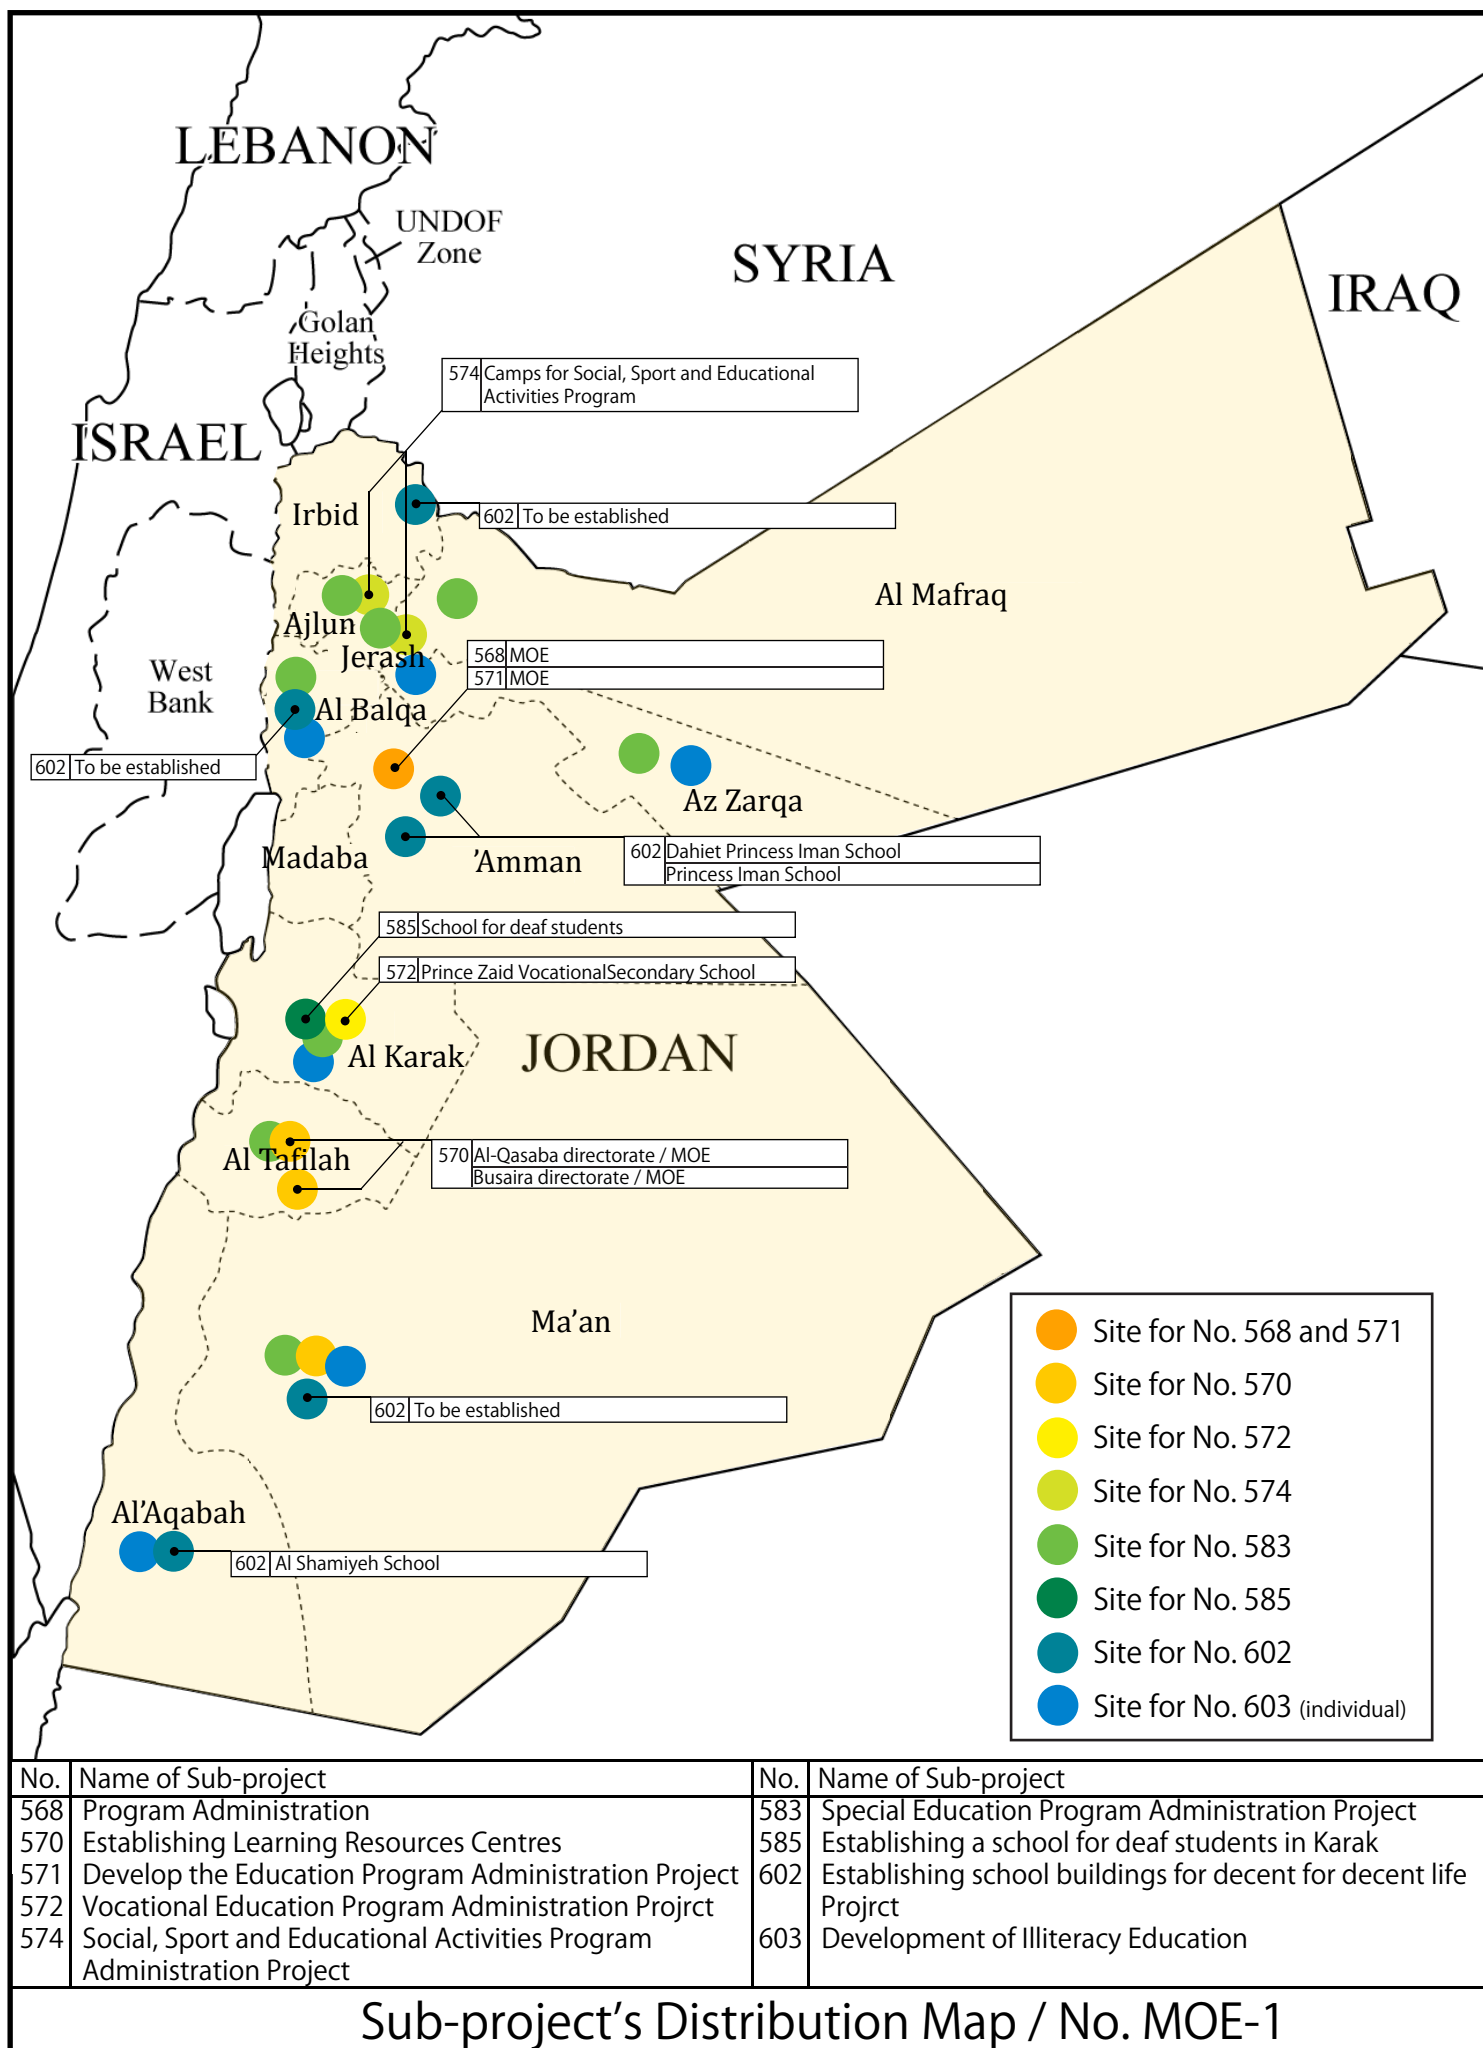 LEBANON
UNDOF
Zone
SYRIA
IRAQ
Golan
Heights
574 Camps for Social, Sport and Educational
Activities Program
ISRAEL
Irbid
602 To be established
Al Mafraq
Ajlun
Jerash
568 MOE
571 MOE
West
Bank
Al Balqa
602 To be established
Az Zarqa
Madaba
'Amman
602 Dahiet Princess Iman School
Princess Iman School
585 School for deaf students
572 Prince Zaid VocationalSecondary School
JORDAN
Al Karak
Al Tafilah
570 Al-Qasaba directorate / MOE
Busaira directorate / MOE
Ma'an
602 To be established
Al'Aqabah
602 Al Shamiyeh School
Site for No. 568 and 571
Site for No. 570
Site for No. 572
Site for No. 574
Site for No. 583
Site for No. 585
Site for No. 602
Site for No. 603 (individual)
No. Name of Sub-project
568 Program Administration
570 Establishing Learning Resources Centres
571 Develop the Education Program Administration Project
572 Vocational Education Program Administration Projrct
574 Social, Sport and Educational Activities Program
Administration Project
No. Name of Sub-project
583 Special Education Program Administration Project
585 Establishing a school for deaf students in Karak
602 Establishing school buildings for decent for decent life
Projrct
603 Development of Illiteracy Education
Sub-project's Distribution Map / No. MOE-1